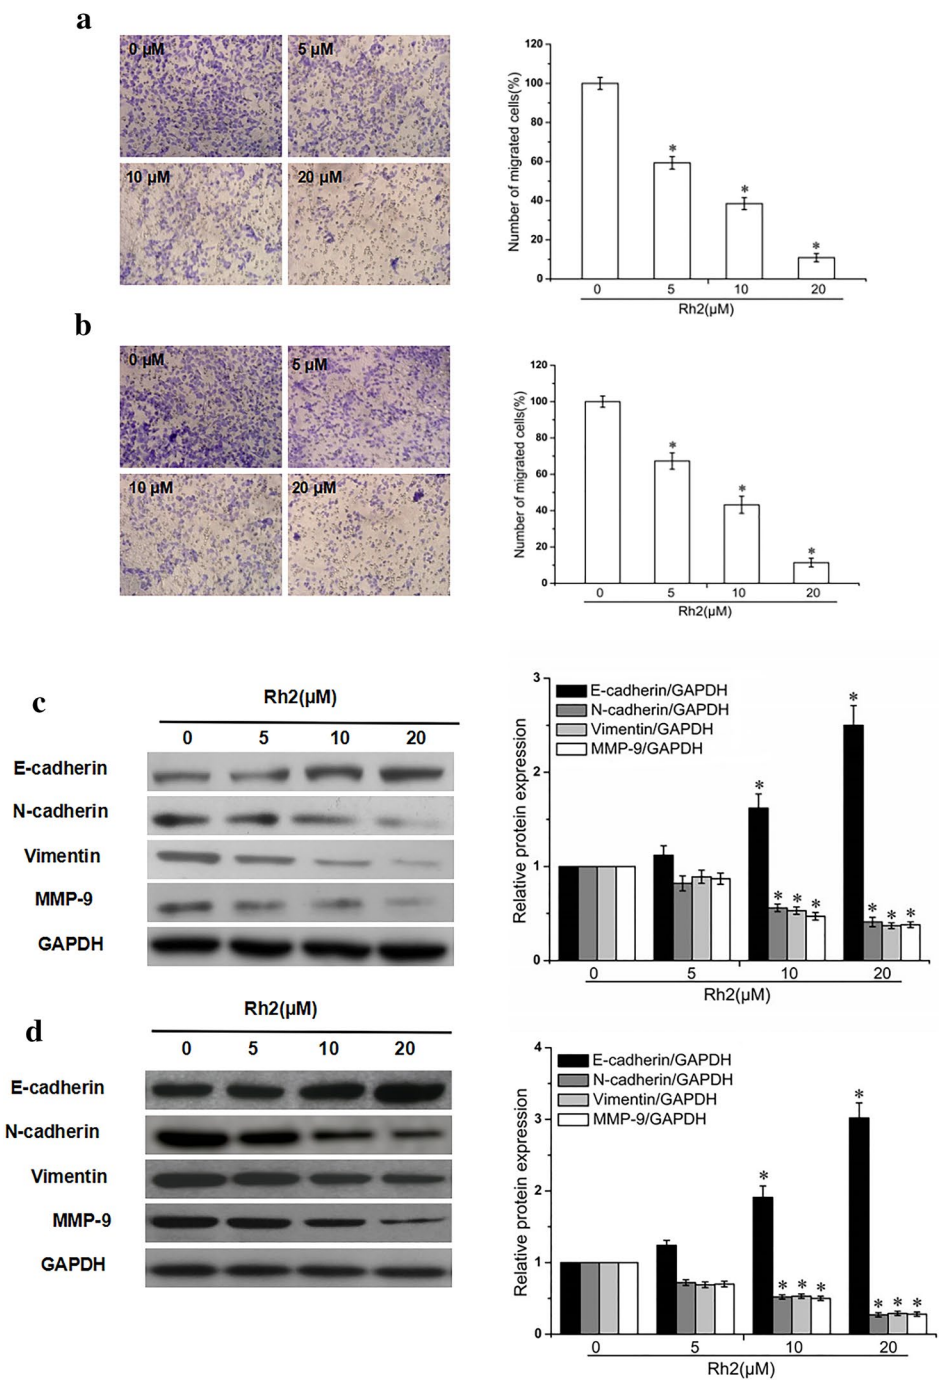 a
0 µM
5 µM
10 µM
20 µM
120
100
80
60
40
20
0
Number of migrated cells(%)
*
*
*
0 5 10 20
Rh2(µM)
b
0 µM
5 µM
10 µM
20 µM
120
100
80
60
40
20
0
Number of migrated cells(%)
*
*
*
0 5 10 20
Rh2(µM)
c
Rh2(µM)
0 5 10 20
E-cadherin
N-cadherin
Vimentin
MMP-9
GAPDH
3
2
1
0
Relative protein expression
E-cadherin/GAPDH
N-cadherin/GAPDH
Vimentin/GAPDH
MMP-9/GAPDH
*
* * * *
* * *
0 5 10 20
Rh2(µM)
d
Rh2(µM)
0 5 10 20
E-cadherin
N-cadherin
Vimentin
MMP-9
GAPDH
4
3
2
1
0
Relative protein expression
E-cadherin/GAPDH
N-cadherin/GAPDH
Vimentin/GAPDH
MMP-9/GAPDH
*
* * * *
* * *
0 5 10 20
Rh2(µM)